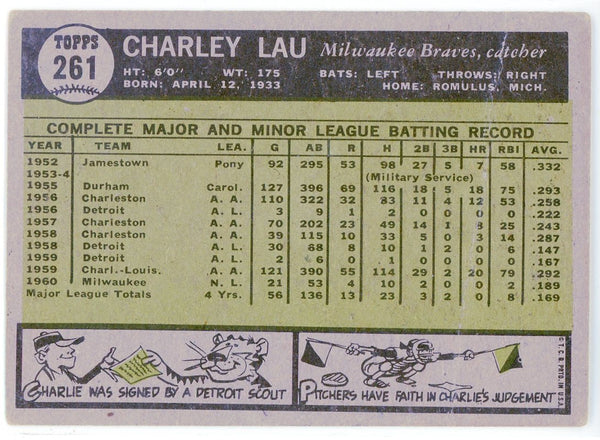 TOPPS
261
CHARLEY LAU Milwaukee Braves, catcher
HT: 6'0" WT: 175 BATS: LEFT THROWS: RIGHT
BORN: APRIL 12, 1933 HOME: ROMULUS, MICH.
COMPLETE MAJOR AND MINOR LEAGUE BATTING RECORD
YEAR TEAM LEA. G AB R H 2B 3B HR RBI AVG.
1952 Jamestown Pony 92 295 53 98 27 5 7 58 .332
1953-4 (Military Service)
1955 Durham Carol. 127 396 69 116 18 5 18 75 .293
1956 Charleston A. A. 110 322 32 83 11 4 12 53 .258
1956 Detroit A. L. 3 9 1 2 0 0 0 0 .222
1957 Charleston A. A. 70 202 23 49 14 1 8 25 .243
1958 Charleston A. A. 39 115 10 33 5 0 3 14 .287
1958 Detroit A. L. 30 68 8 10 1 2 0 6 .147
1959 Detroit A. L. 2 6 0 1 0 0 0 0 .167
1959 Charl.-Louis. A. A. 121 390 55 114 29 2 20 79 .292
1960 Milwaukee N. L. 21 53 4 10 2 0 0 2 .189
Major League Totals 4 Yrs. 56 136 13 23 3 2 0 8 .169
CHARLIE WAS SIGNED BY A DETROIT SCOUT
PITCHERS HAVE FAITH IN CHARLIE'S JUDGEMENT
© T. C. G. PRTD. IN U.S.A.